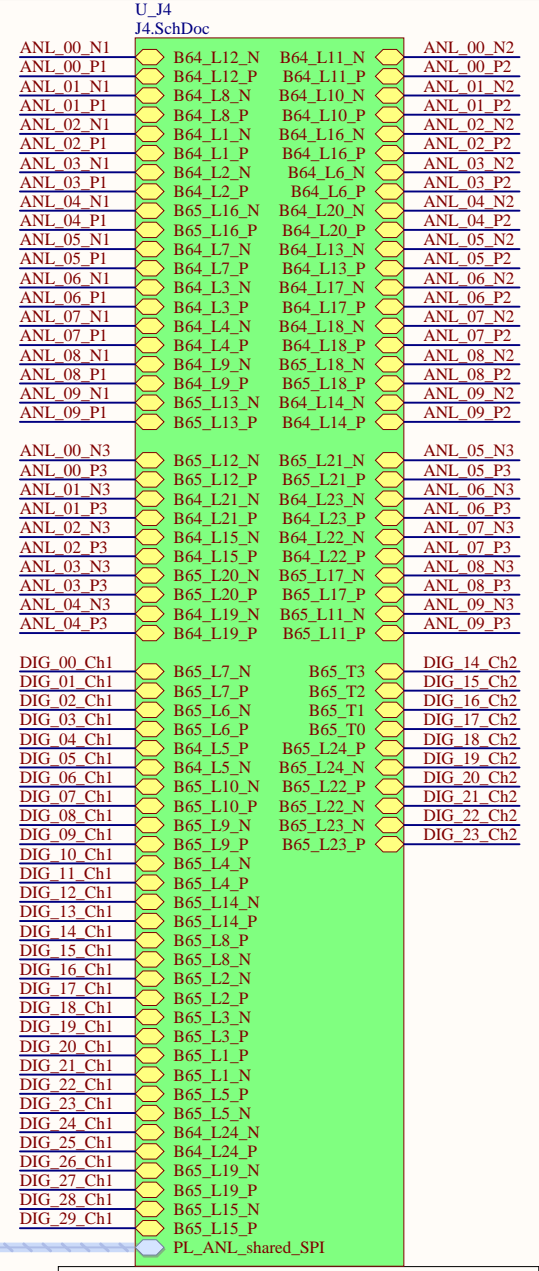 U_J4
J4.SchDoc
ANL_00_N1 B64_L12_N B64_L11_N ANL_00_N2
ANL_00_P1 B64_L12_P B64_L11_P ANL_00_P2
ANL_01_N1 B64_L8_N B64_L10_N ANL_01_N2
ANL_01_P1 B64_L8_P B64_L10_P ANL_01_P2
ANL_02_N1 B64_L1_N B64_L16_N ANL_02_N2
ANL_02_P1 B64_L1_P B64_L16_P ANL_02_P2
ANL_03_N1 B64_L2_N B64_L6_N ANL_03_N2
ANL_03_P1 B64_L2_P B64_L6_P ANL_03_P2
ANL_04_N1 B65_L16_N B64_L20_N ANL_04_N2
ANL_04_P1 B65_L16_P B64_L20_P ANL_04_P2
ANL_05_N1 B64_L7_N B64_L13_N ANL_05_N2
ANL_05_P1 B64_L7_P B64_L13_P ANL_05_P2
ANL_06_N1 B64_L3_N B64_L17_N ANL_06_N2
ANL_06_P1 B64_L3_P B64_L17_P ANL_06_P2
ANL_07_N1 B64_L4_N B64_L18_N ANL_07_N2
ANL_07_P1 B64_L4_P B64_L18_P ANL_07_P2
ANL_08_N1 B64_L9_N B65_L18_N ANL_08_N2
ANL_08_P1 B64_L9_P B65_L18_P ANL_08_P2
ANL_09_N1 B65_L13_N B64_L14_N ANL_09_N2
ANL_09_P1 B65_L13_P B64_L14_P ANL_09_P2
ANL_00_N3 B65_L12_N B65_L21_N ANL_05_N3
ANL_00_P3 B65_L12_P B65_L21_P ANL_05_P3
ANL_01_N3 B64_L21_N B64_L23_N ANL_06_N3
ANL_01_P3 B64_L21_P B64_L23_P ANL_06_P3
ANL_02_N3 B64_L15_N B64_L22_N ANL_07_N3
ANL_02_P3 B64_L15_P B64_L22_P ANL_07_P3
ANL_03_N3 B65_L20_N B65_L17_N ANL_08_N3
ANL_03_P3 B65_L20_P B65_L17_P ANL_08_P3
ANL_04_N3 B64_L19_N B65_L11_N ANL_09_N3
ANL_04_P3 B64_L19_P B65_L11_P ANL_09_P3
DIG_00_Ch1 B65_L7_N B65_T3 DIG_14_Ch2
DIG_01_Ch1 B65_L7_P B65_T2 DIG_15_Ch2
DIG_02_Ch1 B65_L6_N B65_T1 DIG_16_Ch2
DIG_03_Ch1 B65_L6_P B65_T0 DIG_17_Ch2
DIG_04_Ch1 B64_L5_P B65_L24_P DIG_18_Ch2
DIG_05_Ch1 B64_L5_N B65_L24_N DIG_19_Ch2
DIG_06_Ch1 B65_L10_N B65_L22_P DIG_20_Ch2
DIG_07_Ch1 B65_L10_P B65_L22_N DIG_21_Ch2
DIG_08_Ch1 B65_L9_N B65_L23_N DIG_22_Ch2
DIG_09_Ch1 B65_L9_P B65_L23_P DIG_23_Ch2
DIG_10_Ch1 B65_L4_N
DIG_11_Ch1 B65_L4_P
DIG_12_Ch1 B65_L14_N
DIG_13_Ch1 B65_L14_P
DIG_14_Ch1 B65_L8_P
DIG_15_Ch1 B65_L8_N
DIG_16_Ch1 B65_L2_N
DIG_17_Ch1 B65_L2_P
DIG_18_Ch1 B65_L3_N
DIG_19_Ch1 B65_L3_P
DIG_20_Ch1 B65_L1_P
DIG_21_Ch1 B65_L1_N
DIG_22_Ch1 B65_L5_P
DIG_23_Ch1 B65_L5_N
DIG_24_Ch1 B64_L24_N
DIG_25_Ch1 B64_L24_P
DIG_26_Ch1 B65_L19_N
DIG_27_Ch1 B65_L19_P
DIG_28_Ch1 B65_L15_N
DIG_29_Ch1 B65_L15_P
PL_ANL_shared_SPI